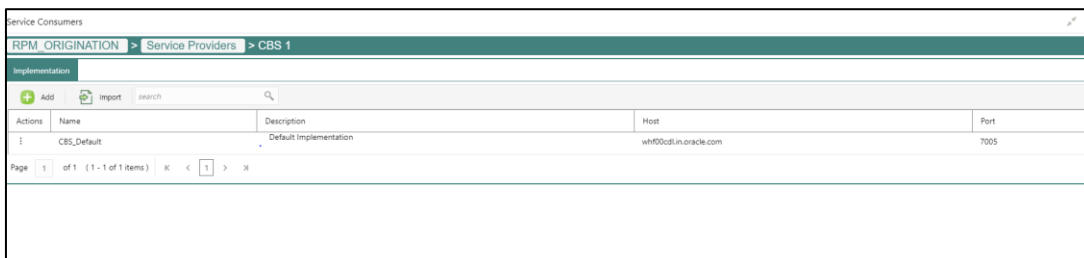 Service Consumers
RPM_ORIGINATION > Service Providers > CBS 1
Implementation
Add Import search
Actions Name Description Host Port
CBS_Default Default Implementation whf00cdl.in.oracle.com 7005
Page 1 of 1 (1 - 1 of 1 items) K < 1 > >|